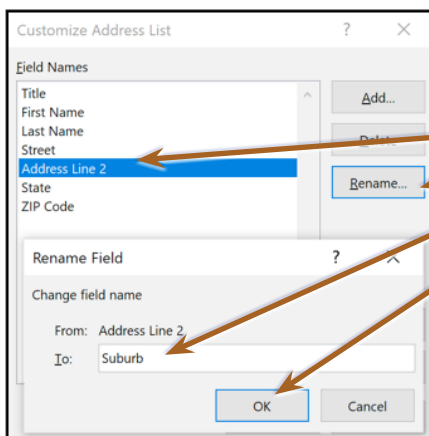 Customize Address List ?
Field Names
Title
First Name
Last Name
Street
Address Line 2
State
ZIP Code
Add...
Delete
Rename...
Rename Field ?
Change field name
From: Address Line 2
To: Suburb
OK Cancel